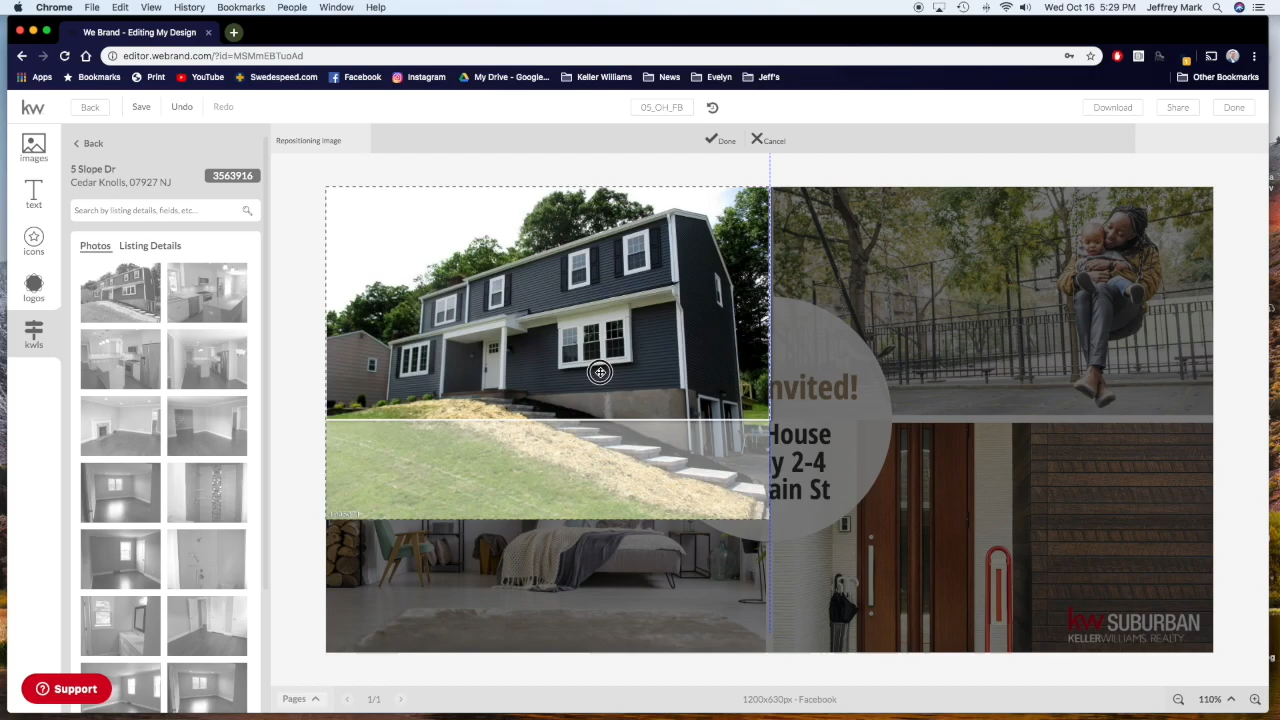 Chrome File Edit View History Bookmarks People Window Help Wed Oct 16 5:29 PM Jeffrey Mark
We Brand - Editing My Design
editor.webrand.com/?id=MSMmEBTuoAd
Apps Bookmarks Print YouTube Swedespeed.com Facebook Instagram My Drive - Google... Keller Williams News Evelyn Jeff's Other Bookmarks
kw Back Save Undo Redo 05_OH_FB Download Share Done
Repositioning Image Done Cancel
images
text
icons
logos
kwls
Back
5 Slope Dr
Cedar Knolls, 07927 NJ
3563916
Search by listing details, fields, etc...
Photos Listing Details
Support
nvited!
House
y 2-4
ain St
kw SUBURBAN
KELLERWILLIAMS. REALTY
Pages 1/1 1200x630px - Facebook 110%